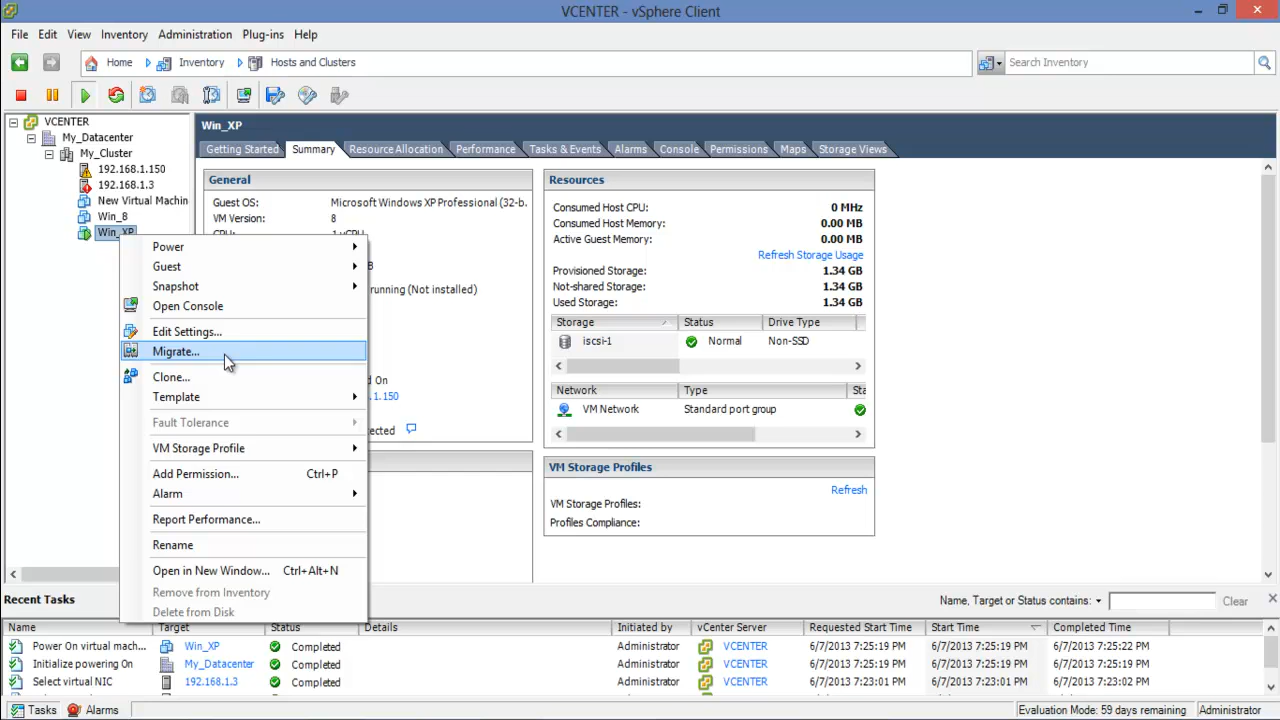 VCENTER - vSphere Client
File Edit View Inventory Administration Plug-ins Help
Home Inventory Hosts and Clusters Search Inventory
VCENTER
My_Datacenter
My_Cluster
192.168.1.150
192.168.1.3
New Virtual Machin
Win_8
Win_XP
Win_XP
Getting Started Summary Resource Allocation Performance Tasks & Events Alarms Console Permissions Maps Storage Views
General
Guest OS: Microsoft Windows XP Professional (32-b.
VM Version: 8
CPU: 1 vCPU
B
running (Not installed)
d On
.1.150
ected
Power
Guest
Snapshot
Open Console
Edit Settings...
Migrate...
Clone...
Template
Fault Tolerance
VM Storage Profile
Add Permission... Ctrl+P
Alarm
Report Performance...
Rename
Open in New Window... Ctrl+Alt+N
Remove from Inventory
Delete from Disk
Resources
Consumed Host CPU: 0 MHz
Consumed Host Memory: 0.00 MB
Active Guest Memory: 0.00 MB
Refresh Storage Usage
Provisioned Storage: 1.34 GB
Not-shared Storage: 1.34 GB
Used Storage: 1.34 GB
Storage Status Drive Type
iscsi-1 Normal Non-SSD
Network Type Sta
VM Network Standard port group
VM Storage Profiles
Refresh
VM Storage Profiles:
Profiles Compliance:
Recent Tasks Name, Target or Status contains: Clear
Name Target Status Details Initiated by vCenter Server Requested Start Time Start Time Completed Time
Power On virtual mach... Win_XP Completed Administrator VCENTER 6/7/2013 7:25:19 PM 6/7/2013 7:25:19 PM 6/7/2013 7:25:22 PM
Initialize powering On My_Datacenter Completed Administrator VCENTER 6/7/2013 7:25:19 PM 6/7/2013 7:25:19 PM 6/7/2013 7:25:19 PM
Select virtual NIC 192.168.1.3 Completed Administrator VCENTER 6/7/2013 7:23:01 PM 6/7/2013 7:23:01 PM 6/7/2013 7:23:02 PM
Tasks Alarms Evaluation Mode: 59 days remaining Administrator